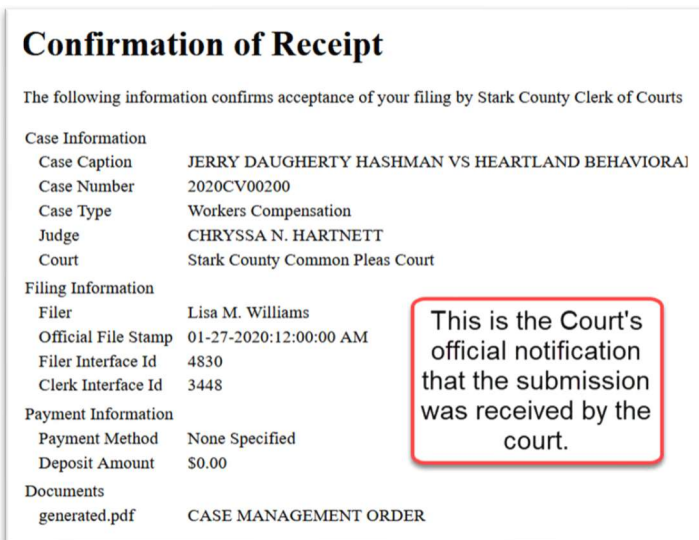 Confirmation of Receipt
The following information confirms acceptance of your filing by Stark County Clerk of Courts
Case Information
Case Caption JERRY DAUGHERTY HASHMAN VS HEARTLAND BEHAVIORAL
Case Number 2020CV00200
Case Type Workers Compensation
Judge CHRYSSA N. HARTNETT
Court Stark County Common Pleas Court
Filing Information
Filer Lisa M. Williams
Official File Stamp 01-27-2020:12:00:00 AM
Filer Interface Id 4830
Clerk Interface Id 3448
Payment Information
Payment Method None Specified
Deposit Amount $0.00
Documents
generated.pdf CASE MANAGEMENT ORDER
This is the Court's
official notification
that the submission
was received by the
court.